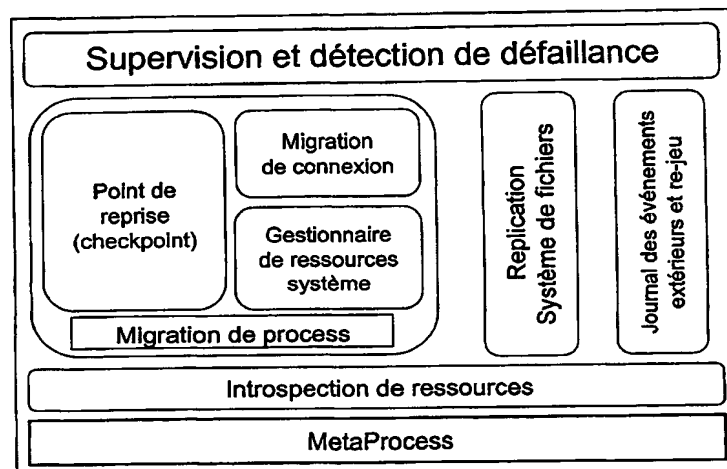 Supervision et détection de défaillance
Point de
reprise
(checkpoint)
Migration
de connexion
Gestionnaire
de ressources
système
Migration de process
Replication
Système de fichiers
Journal des événements
extérieurs et re-jeu
Introspection de ressources
MetaProcess